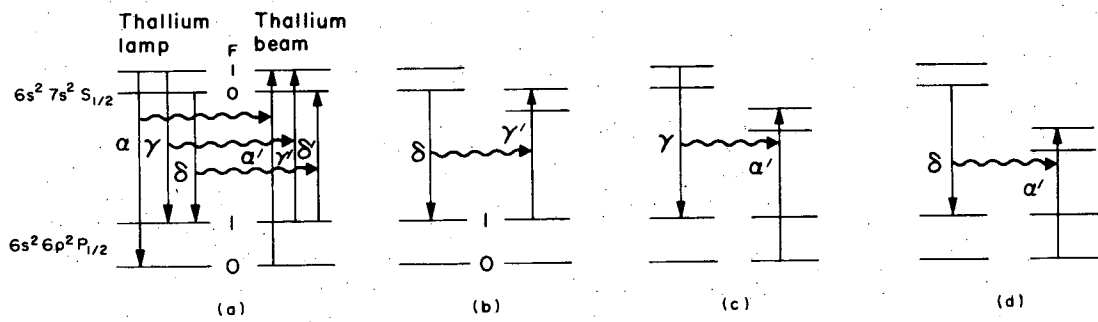 Thallium lamp
Thallium beam
F
1
0
6s² 7s² S₁/₂
α γ δ α' γ' δ'
1
6s² 6p² P₁/₂
0
(a)
δ γ'
1
0
(b)
γ α'
(c)
δ α'
(d)